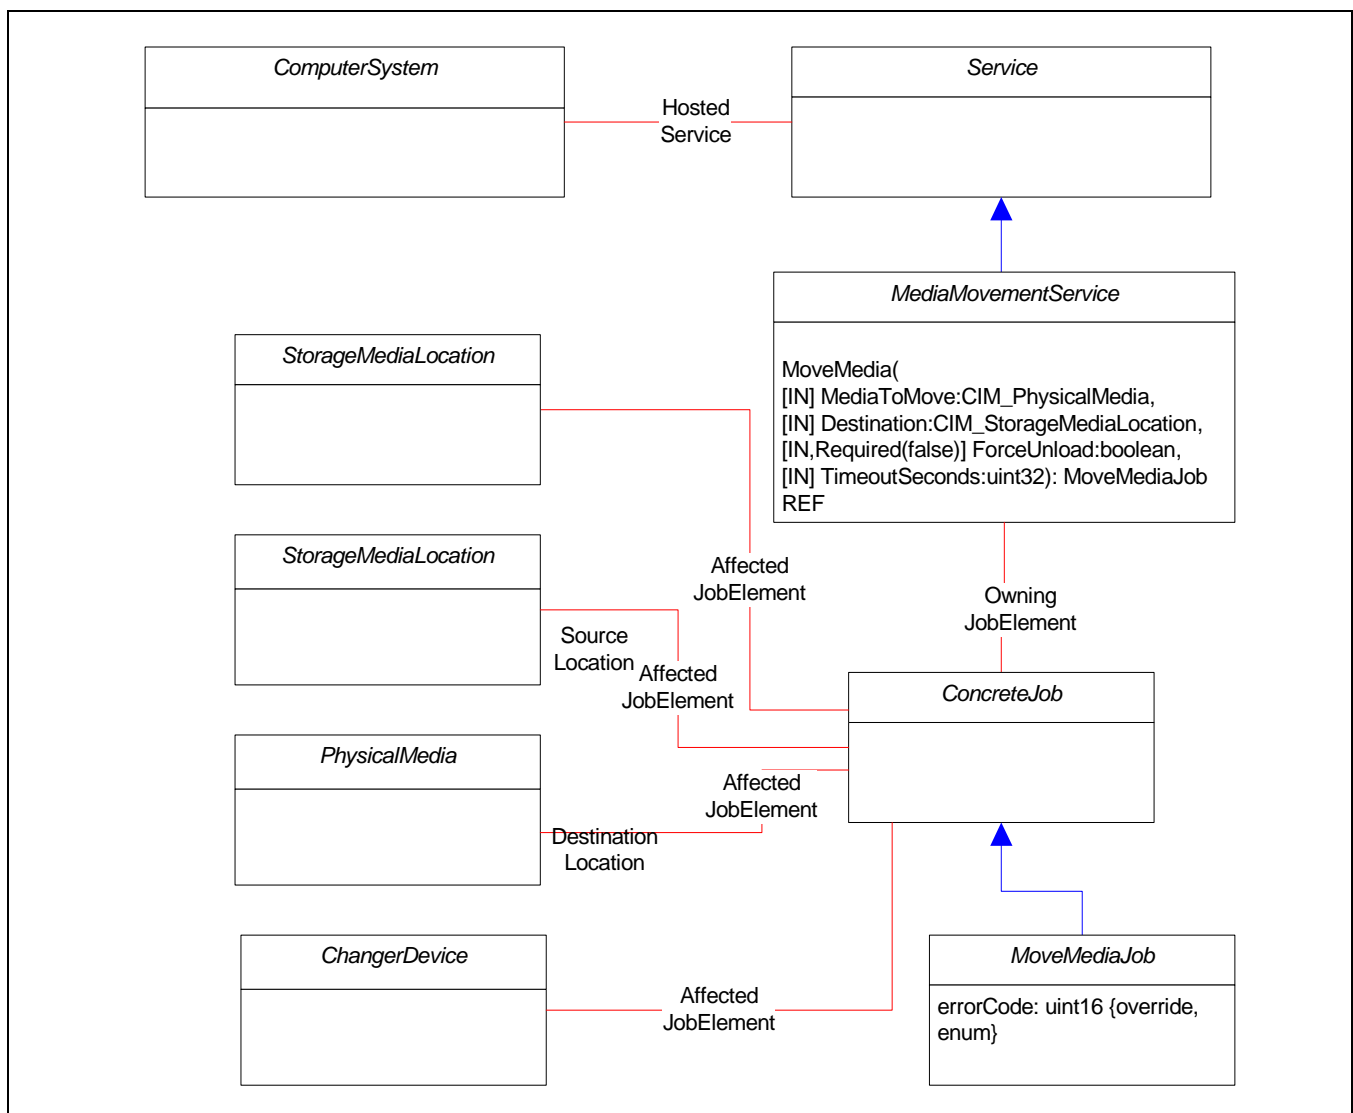 ComputerSystem
Service
Hosted
Service
MediaMovementService
MoveMedia(
[IN] MediaToMove:CIM_PhysicalMedia,
[IN] Destination:CIM_StorageMediaLocation,
[IN,Required(false)] ForceUnload:boolean,
[IN] TimeoutSeconds:uint32): MoveMediaJob
REF
StorageMediaLocation
StorageMediaLocation
Affected
JobElement
Owning
JobElement
Source
Location
Affected
JobElement
ConcreteJob
PhysicalMedia
Affected
JobElement
Destination
Location
ChangerDevice
Affected
JobElement
MoveMediaJob
errorCode: uint16 {override,
enum}